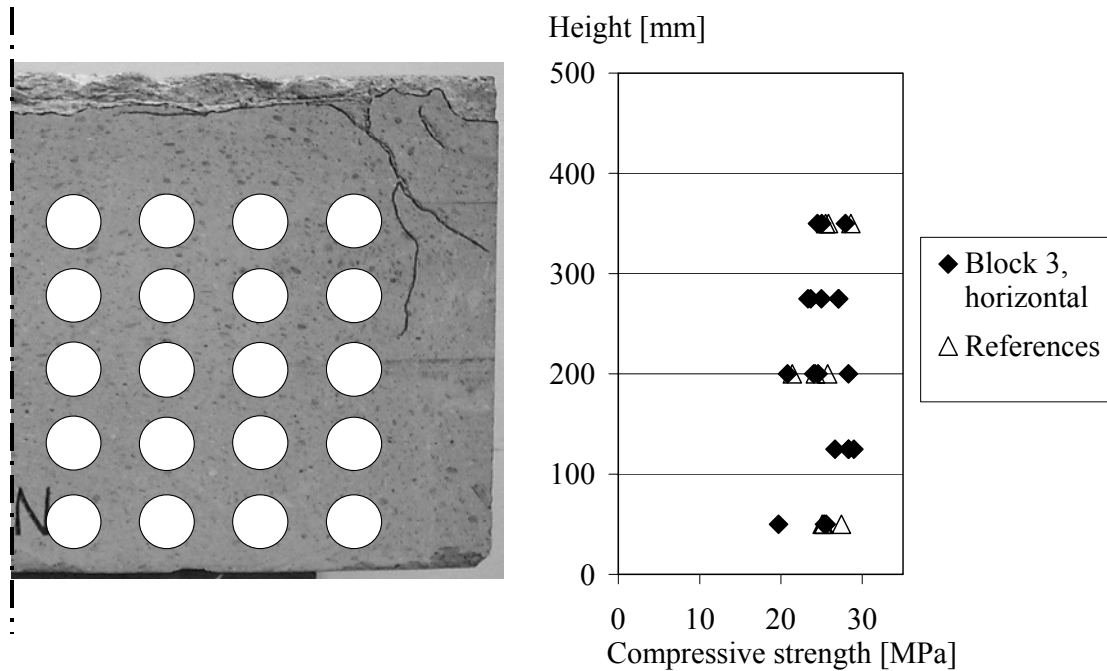 N
Height [mm]
500
400
300
200
100
0
0 10 20 30
Compressive strength [MPa]
Block 3,
horizontal
References